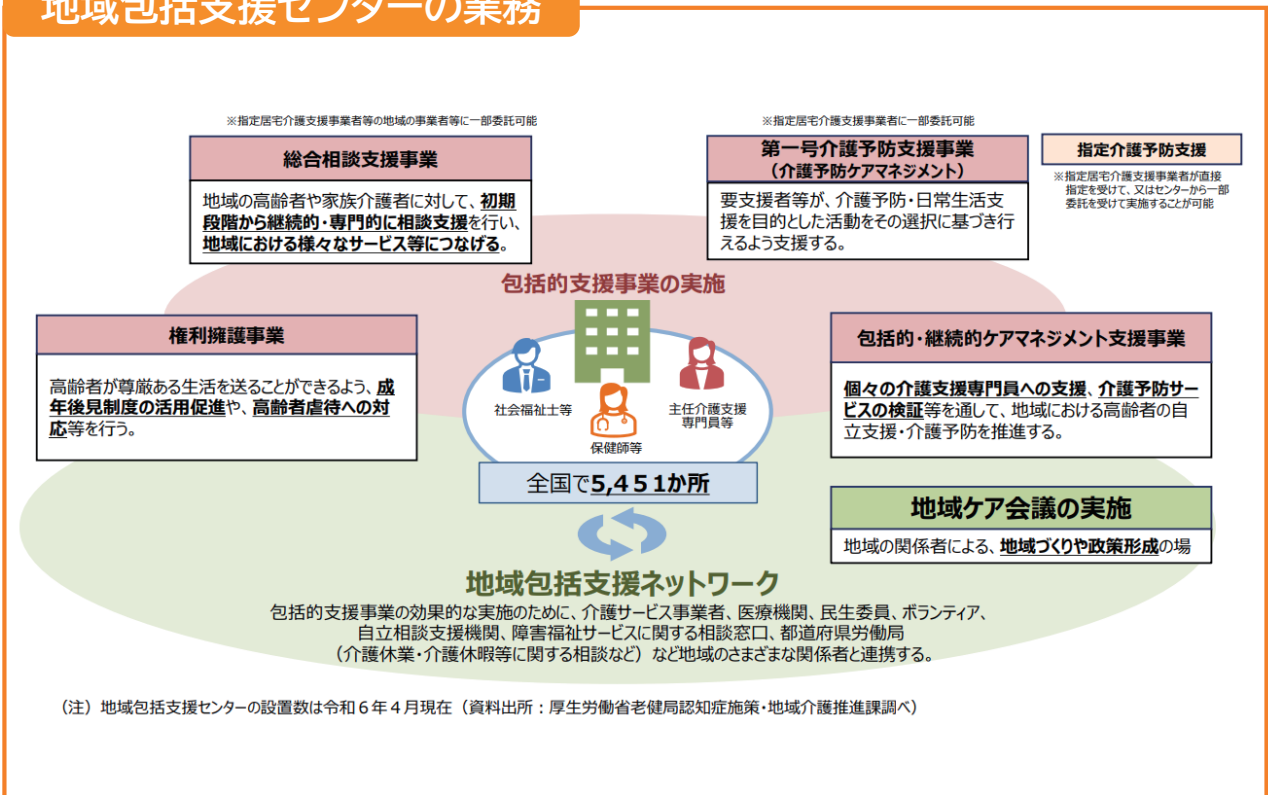 地域包括支援センターの業務
※指定居宅介護支援事業者等の地域の事業者等に一部委託可能
総合相談支援事業
地域の高齢者や家族介護者に対して、初期
段階から継続的・専門的に相談支援を行い、
地域における様々なサービス等につなげる。
※指定居宅介護支援事業者に一部委託可能
第一号介護予防支援事業
(介護予防ケアマネジメント)
要支援者等が、介護予防・日常生活支
援を目的とした活動をその選択に基づき行
えるよう支援する。
指定介護予防支援
※指定居宅介護支援事業者が直接
指定を受けて、又はセンターから一部
委託を受けて実施することが可能
包括的支援事業の実施
権利擁護事業
高齢者が尊厳ある生活を送ることができるよう、成
年後見制度の活用促進や、高齢者虐待への対
応等を行う。
社会福祉士等
主任介護支援
専門員等
保健師等
全国で5,451か所
包括的・継続的ケアマネジメント支援事業
個々の介護支援専門員への支援、介護予防サー
ビスの検証等を通して、地域における高齢者の自
立支援・介護予防を推進する。
地域ケア会議の実施
地域の関係者による、地域づくりや政策形成の場
地域包括支援ネットワーク
包括的支援事業の効果的な実施のために、介護サービス事業者、医療機関、民生委員、ボランティア、
自立相談支援機関、障害福祉サービスに関する相談窓口、都道府県労働局
(介護休業・介護休暇等に関する相談など)など地域のさまざまな関係者と連携する。
(注)地域包括支援センターの設置数は令和6年4月現在(資料出所:厚生労働省老健局認知症施策・地域介護推進課調べ)